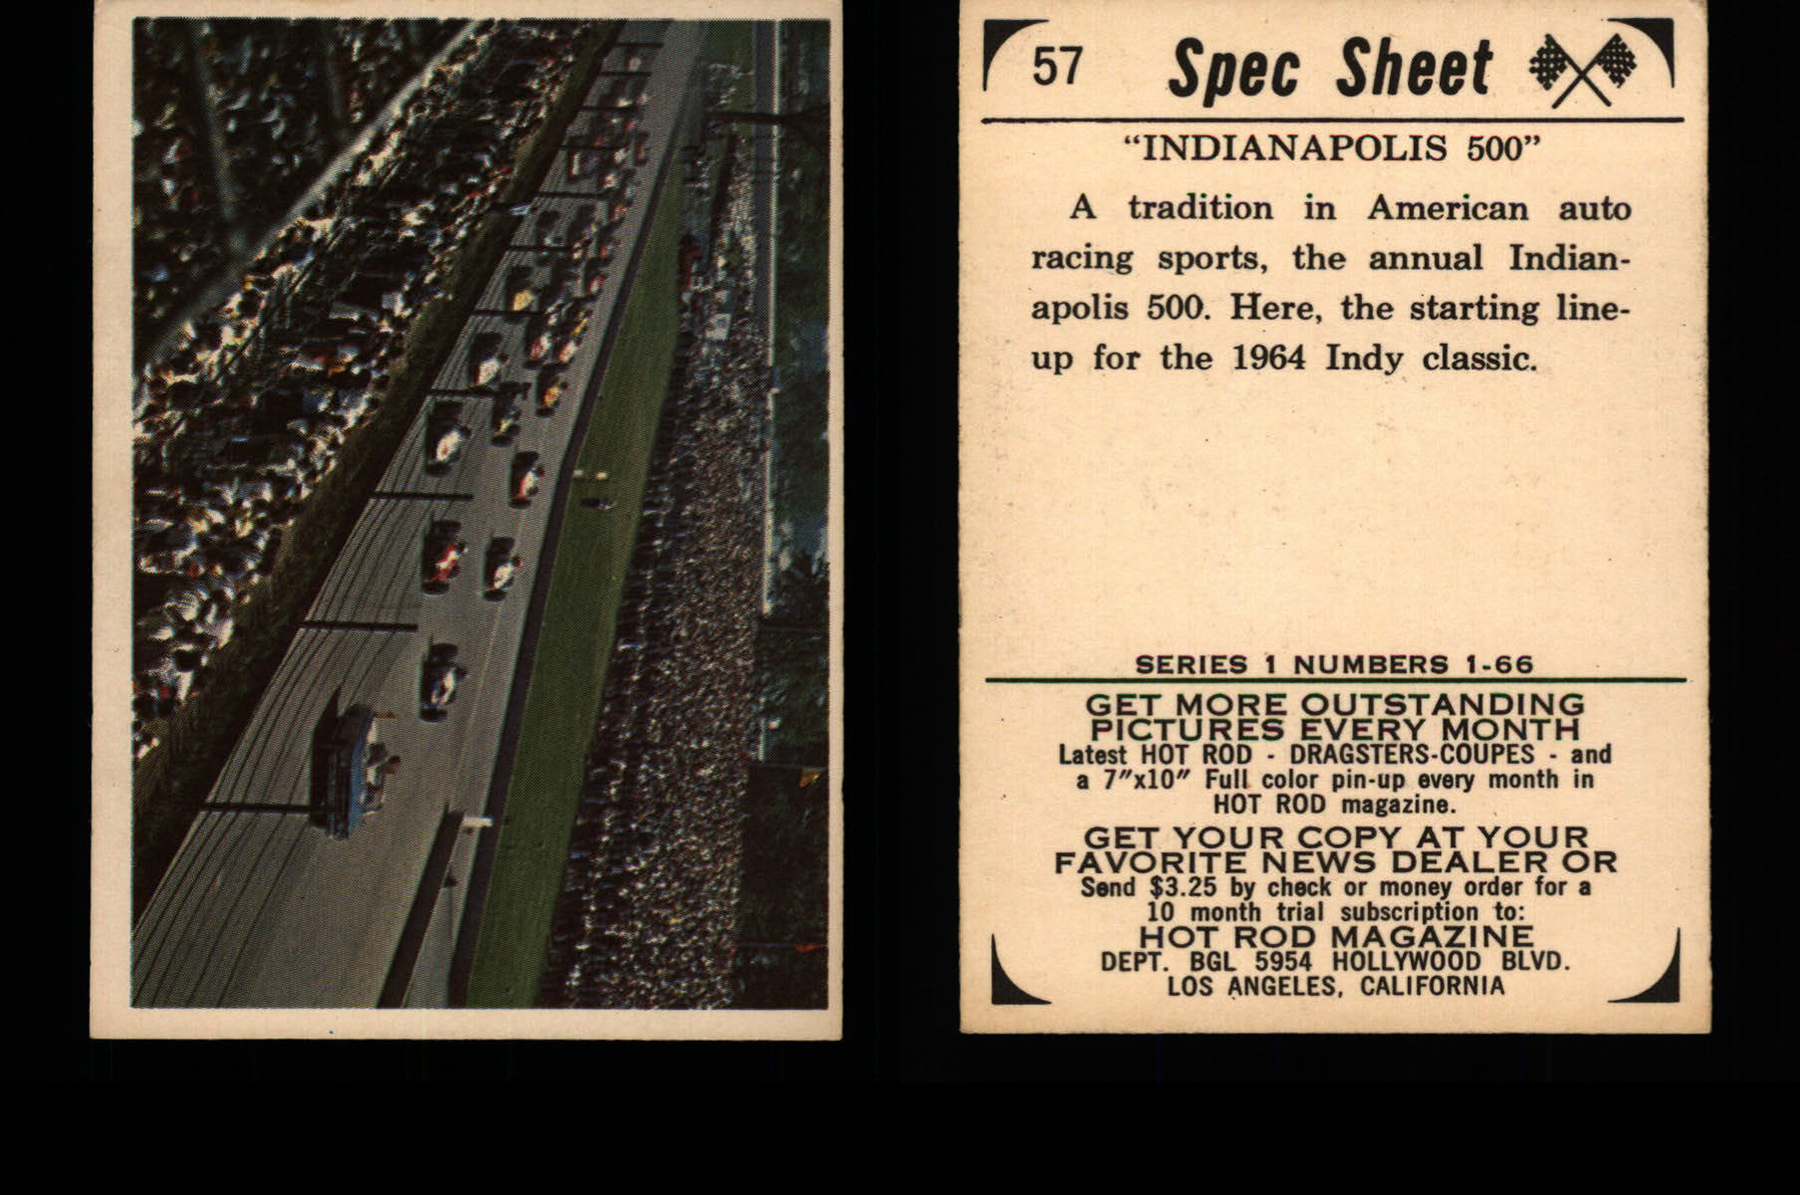 57 Spec Sheet
"INDIANAPOLIS 500"
A tradition in American auto
racing sports, the annual Indian-
apolis 500. Here, the starting line-
up for the 1964 Indy classic.
SERIES 1 NUMBERS 1-66
GET MORE OUTSTANDING
PICTURES EVERY MONTH
Latest HOT ROD - DRAGSTERS-COUPES - and
a 7"x10" Full color pin-up every month in
HOT ROD magazine.
GET YOUR COPY AT YOUR
FAVORITE NEWS DEALER OR
Send $3.25 by check or money order for a
10 month trial subscription to:
HOT ROD MAGAZINE
DEPT. BGL 5954 HOLLYWOOD BLVD.
LOS ANGELES, CALIFORNIA